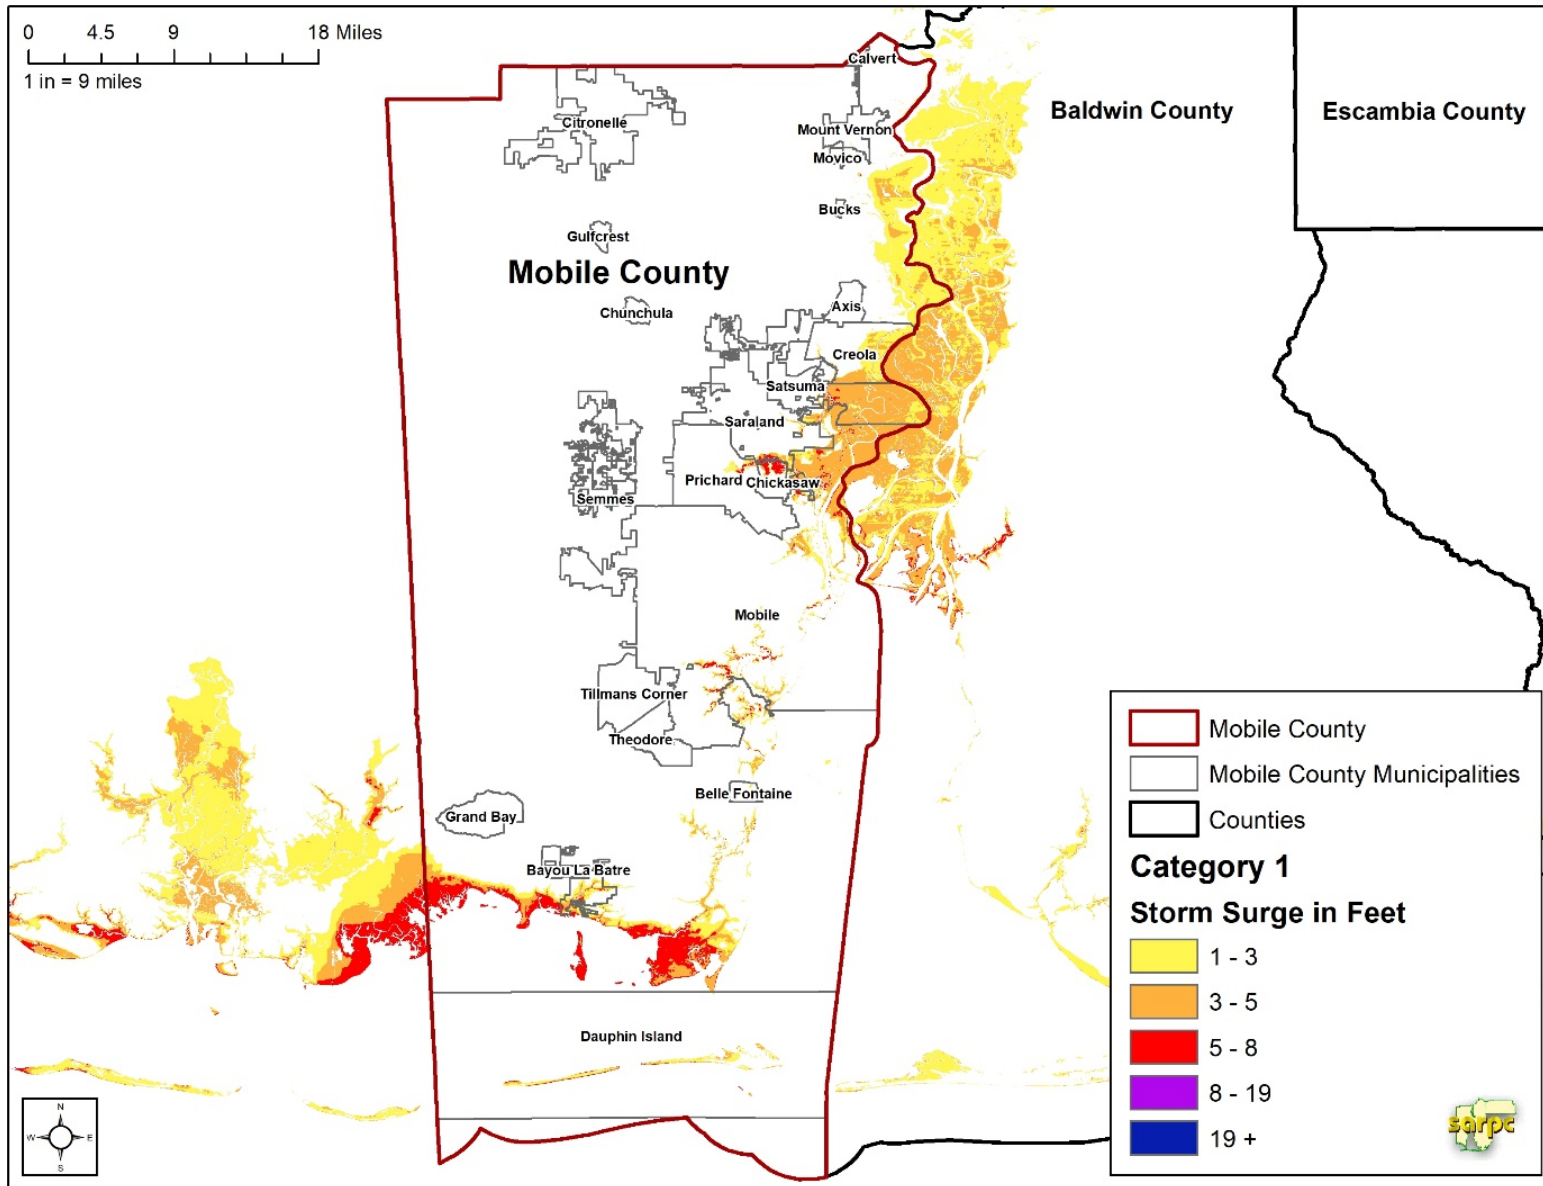 0 4.5 9 18 Miles
1 in = 9 miles
Calvert
Baldwin County
Escambia County
Citronelle
Mount Vernon
Movico
Bucks
Gulfcrest
Mobile County
Chunchula
Axis
Creola
Satsuma
Saraland
Prichard
Chickasaw
Semmes
Mobile
Tillmans Corner
Theodore
Belle Fontaine
Grand Bay
Bayou La Batre
Dauphin Island
Mobile County
Mobile County Municipalities
Counties
Category 1
Storm Surge in Feet
1 - 3
3 - 5
5 - 8
8 - 19
19 +
N
W E
S
sarpc